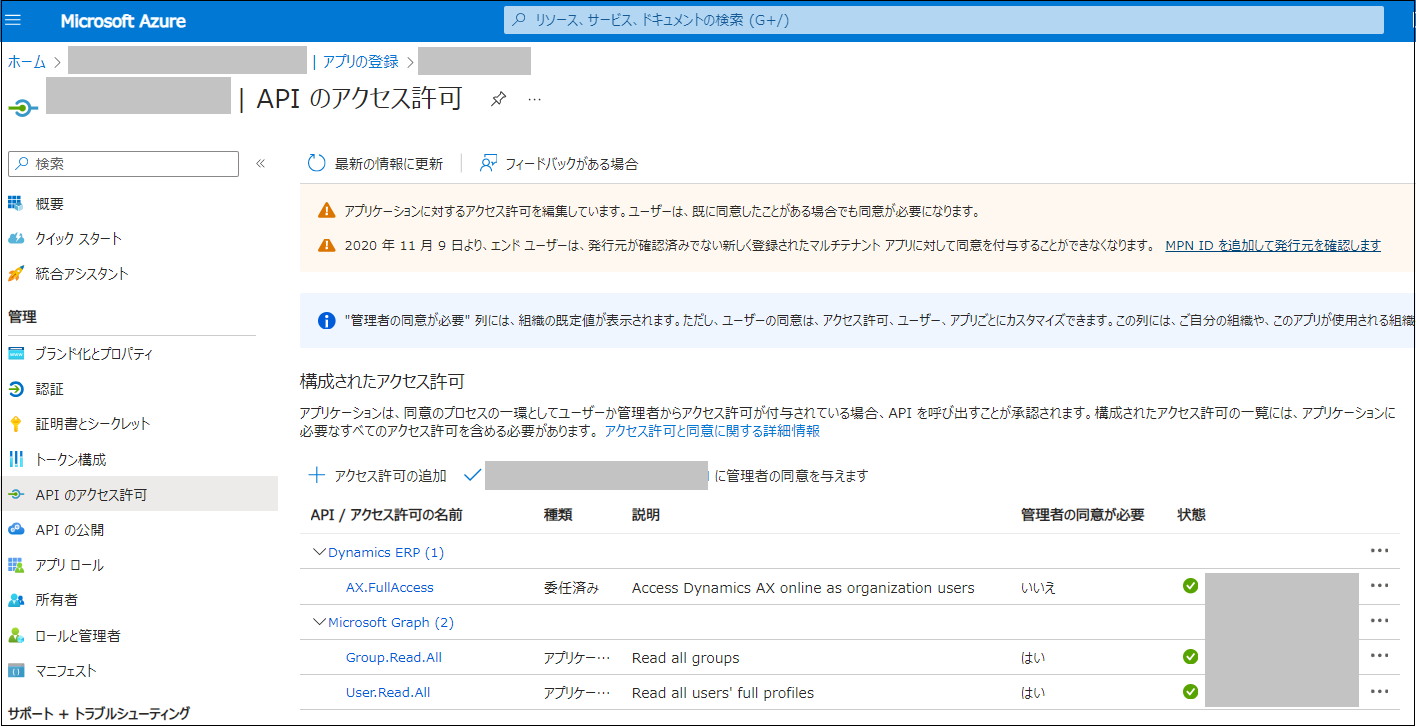 Microsoft Azure
リソース、サービス、ドキュメントの検索 (G+/)
ホーム > | アプリの登録 >
| API のアクセス許可 …
検索 «
最新の情報に更新 | フィードバックがある場合
概要
クイック スタート
統合アシスタント
管理
ブランド化とプロパティ
認証
証明書とシークレット
トークン構成
API のアクセス許可
API の公開
アプリ ロール
所有者
ロールと管理者
マニフェスト
サポート + トラブルシューティング
アプリケーションに対するアクセス許可を編集しています。ユーザーは、既に同意したことがある場合でも同意が必要になります。
2020 年 11 月 9 日より、エンド ユーザーは、発行元が確認済みでない新しく登録されたマルチテナント アプリに対して同意を付与することができなくなります。 MPN ID を追加して発行元を確認します
"管理者の同意が必要" 列には、組織の既定値が表示されます。ただし、ユーザーの同意は、アクセス許可、ユーザー、アプリごとにカスタマイズできます。この列には、ご自分の組織や、このアプリが使用される組織
構成されたアクセス許可
アプリケーションは、同意のプロセスの一環としてユーザーか管理者からアクセス許可が付与されている場合、API を呼び出すことが承認されます。構成されたアクセス許可の一覧には、アプリケーションに
必要なすべてのアクセス許可を含める必要があります。 アクセス許可と同意に関する詳細情報
アクセス許可の追加 に管理者の同意を与えます
API / アクセス許可の名前 種類 説明 管理者の同意が必要 状態
Dynamics ERP (1) …
AX.FullAccess 委任済み Access Dynamics AX online as organization users いいえ …
Microsoft Graph (2) …
Group.Read.All アプリケー… Read all groups はい …
User.Read.All アプリケー… Read all users' full profiles はい …